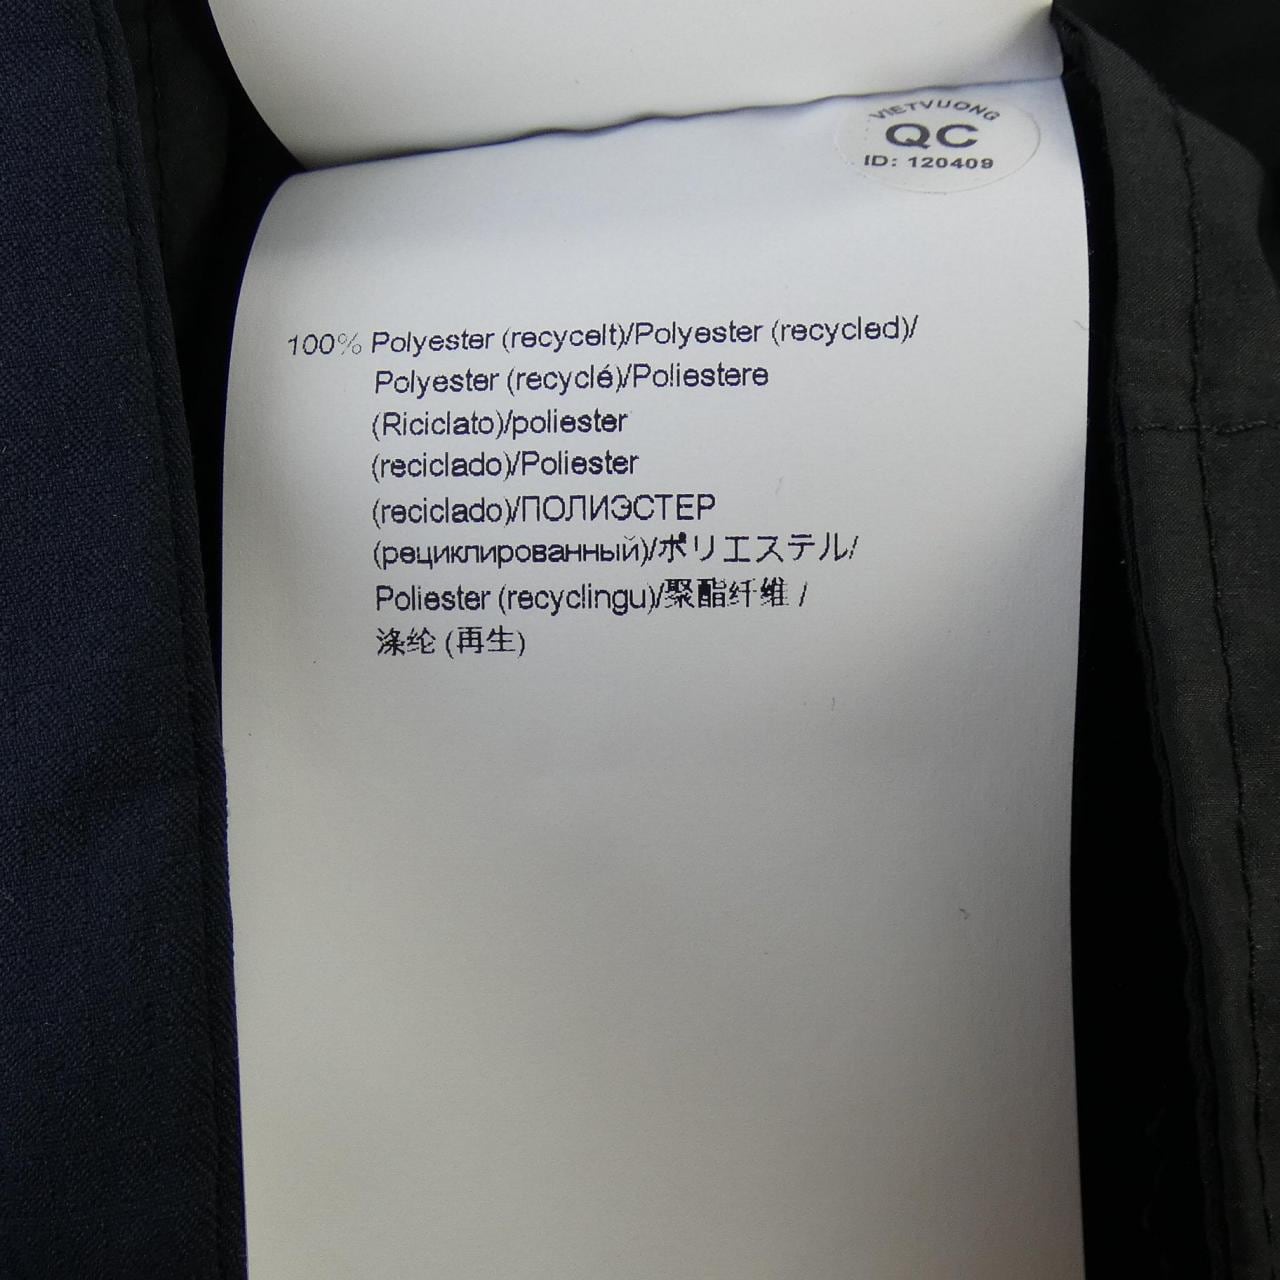 VIETVUONG
QC
ID: 120409
100% Polyester (recycelt)/Polyester (recycled)/
Polyester (recyclé)/Poliestere
(Riciclato)/poliester
(reciclado)/Poliester
(reciclado)/ПОЛИЭСТЕР
(рециклированный)/ポリエステル/
Poliester (recyclingu)/聚酯纤维 /
涤纶 (再生)